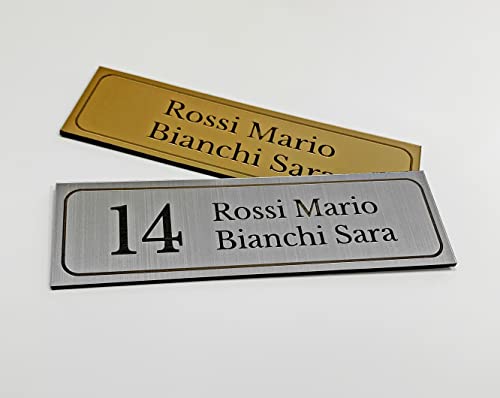 Rossi Mario
Bianchi Sara
14 Rossi Mario
Bianchi Sara